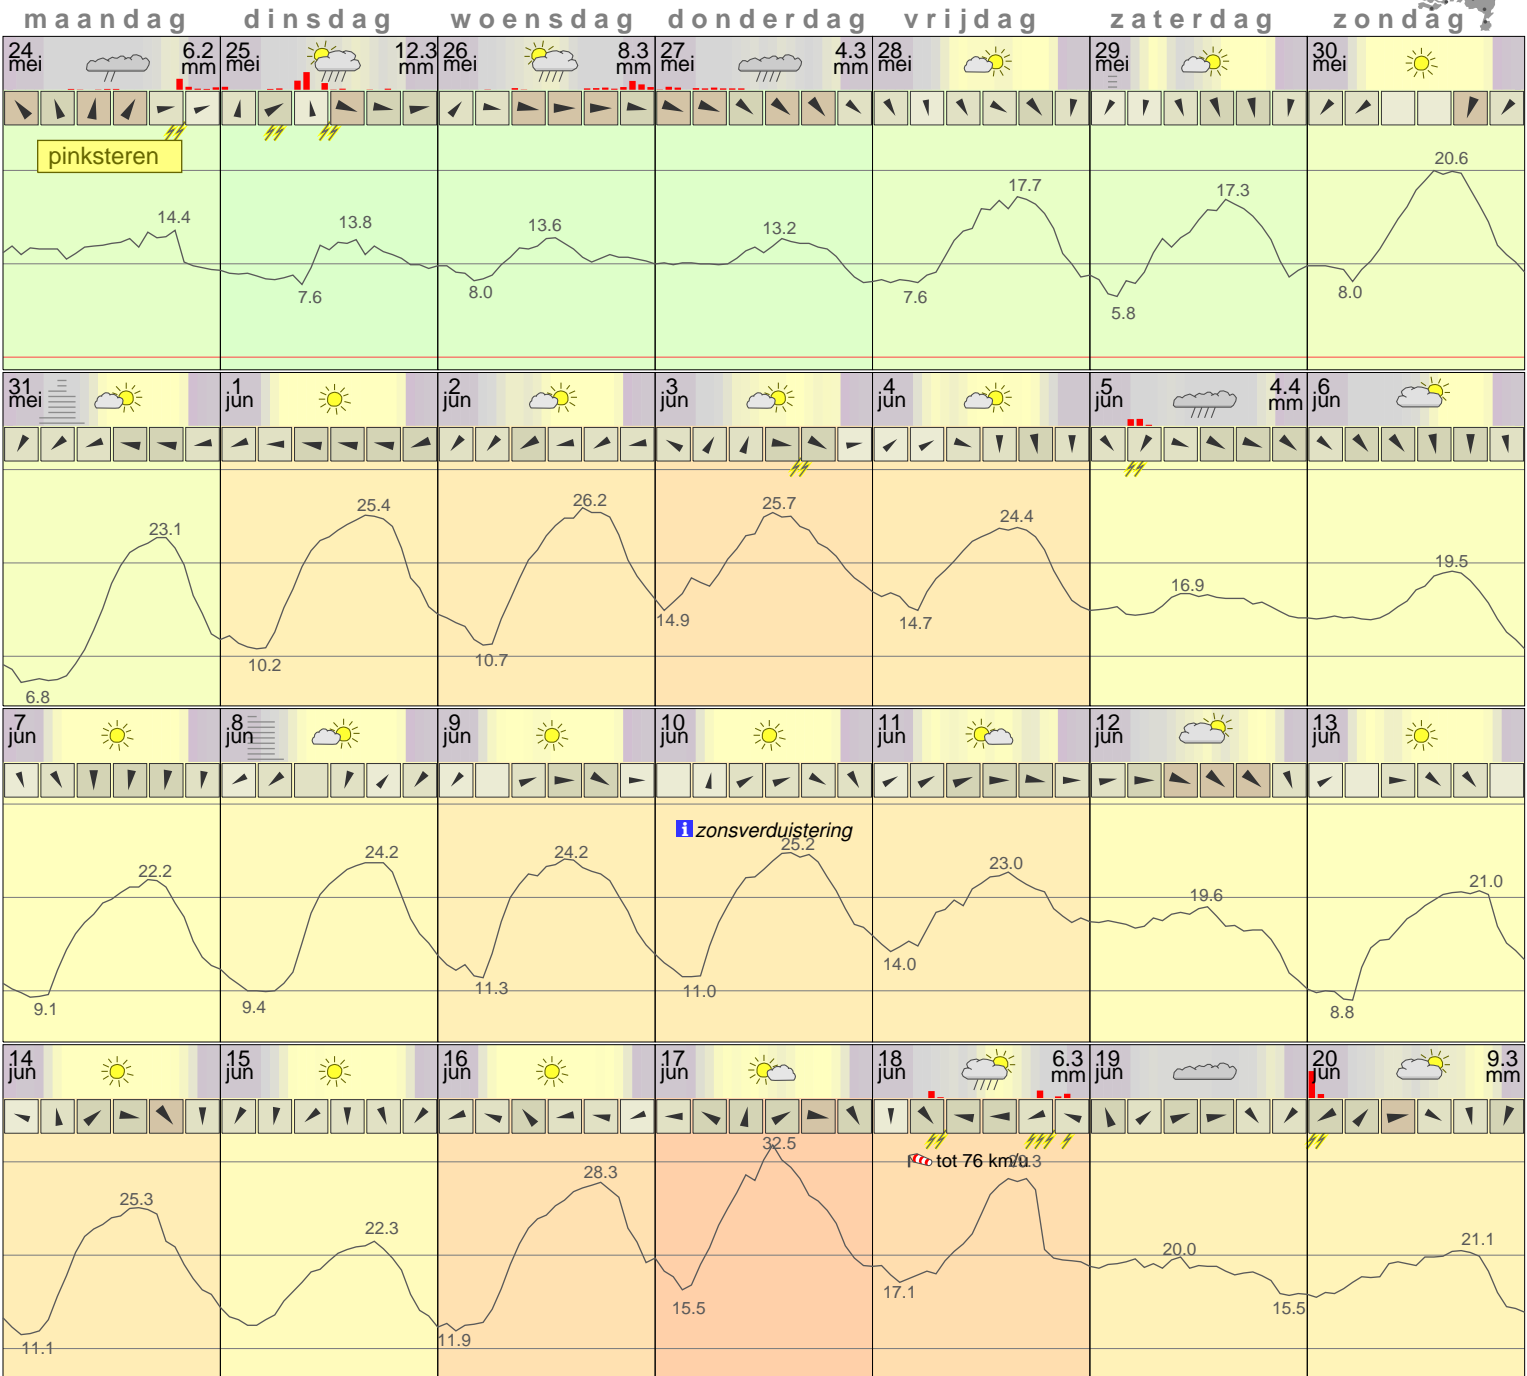 maandag dinsdag woensdag donderdag vrijdag zaterdag zondag
24 6.2 25 12.3 26 8.3 27 4.3 28 29 30
mei mm mei mm mei mm mei mm mei mei mei
pinksteren
14.4 13.8 13.6 13.2 17.7 17.3 20.6
7.6 8.0 7.6 5.8 8.0
31 1 2 3 4 5 4.4 6
mei jun jun jun jun jun mm jun
23.1 25.4 26.2 25.7 24.4 16.9 19.5
6.8 10.2 10.7 14.9 14.7
7 8 9 10 11 12 13
jun jun jun jun jun jun jun
i zonsverduistering
22.2 24.2 24.2 25.2 23.0 19.6 21.0
9.1 9.4 11.3 11.0 14.0 8.8
14 15 16 17 18 6.3 19 20 9.3
jun jun jun jun jun mm jun jun mm
tot 76 km/u
25.3 22.3 28.3 32.5 29.3 20.0 21.1
11.1 11.9 15.5 17.1 15.5